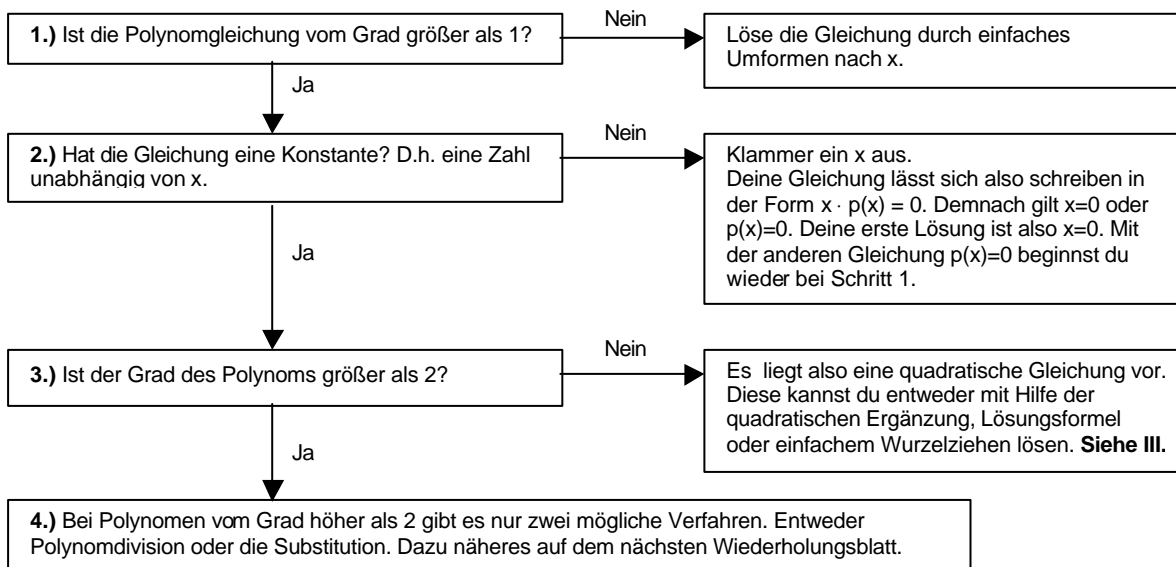 1.) Ist die Polynomgleichung vom Grad größer als 1?
Nein
Löse die Gleichung durch einfaches
Umformen nach x.
Ja
2.) Hat die Gleichung eine Konstante? D.h. eine Zahl
unabhängig von x.
Nein
Klammer ein x aus.
Deine Gleichung lässt sich also schreiben in
der Form x · p(x) = 0. Demnach gilt x=0 oder
p(x)=0. Deine erste Lösung ist also x=0. Mit
der anderen Gleichung p(x)=0 beginnst du
wieder bei Schritt 1.
Ja
3.) Ist der Grad des Polynoms größer als 2?
Nein
Es liegt also eine quadratische Gleichung vor.
Diese kannst du entweder mit Hilfe der
quadratischen Ergänzung, Lösungsformel
oder einfachem Wurzelziehen lösen. Siehe III.
Ja
4.) Bei Polynomen vom Grad höher als 2 gibt es nur zwei mögliche Verfahren. Entweder
Polynomdivision oder die Substitution. Dazu näheres auf dem nächsten Wiederholungsblatt.